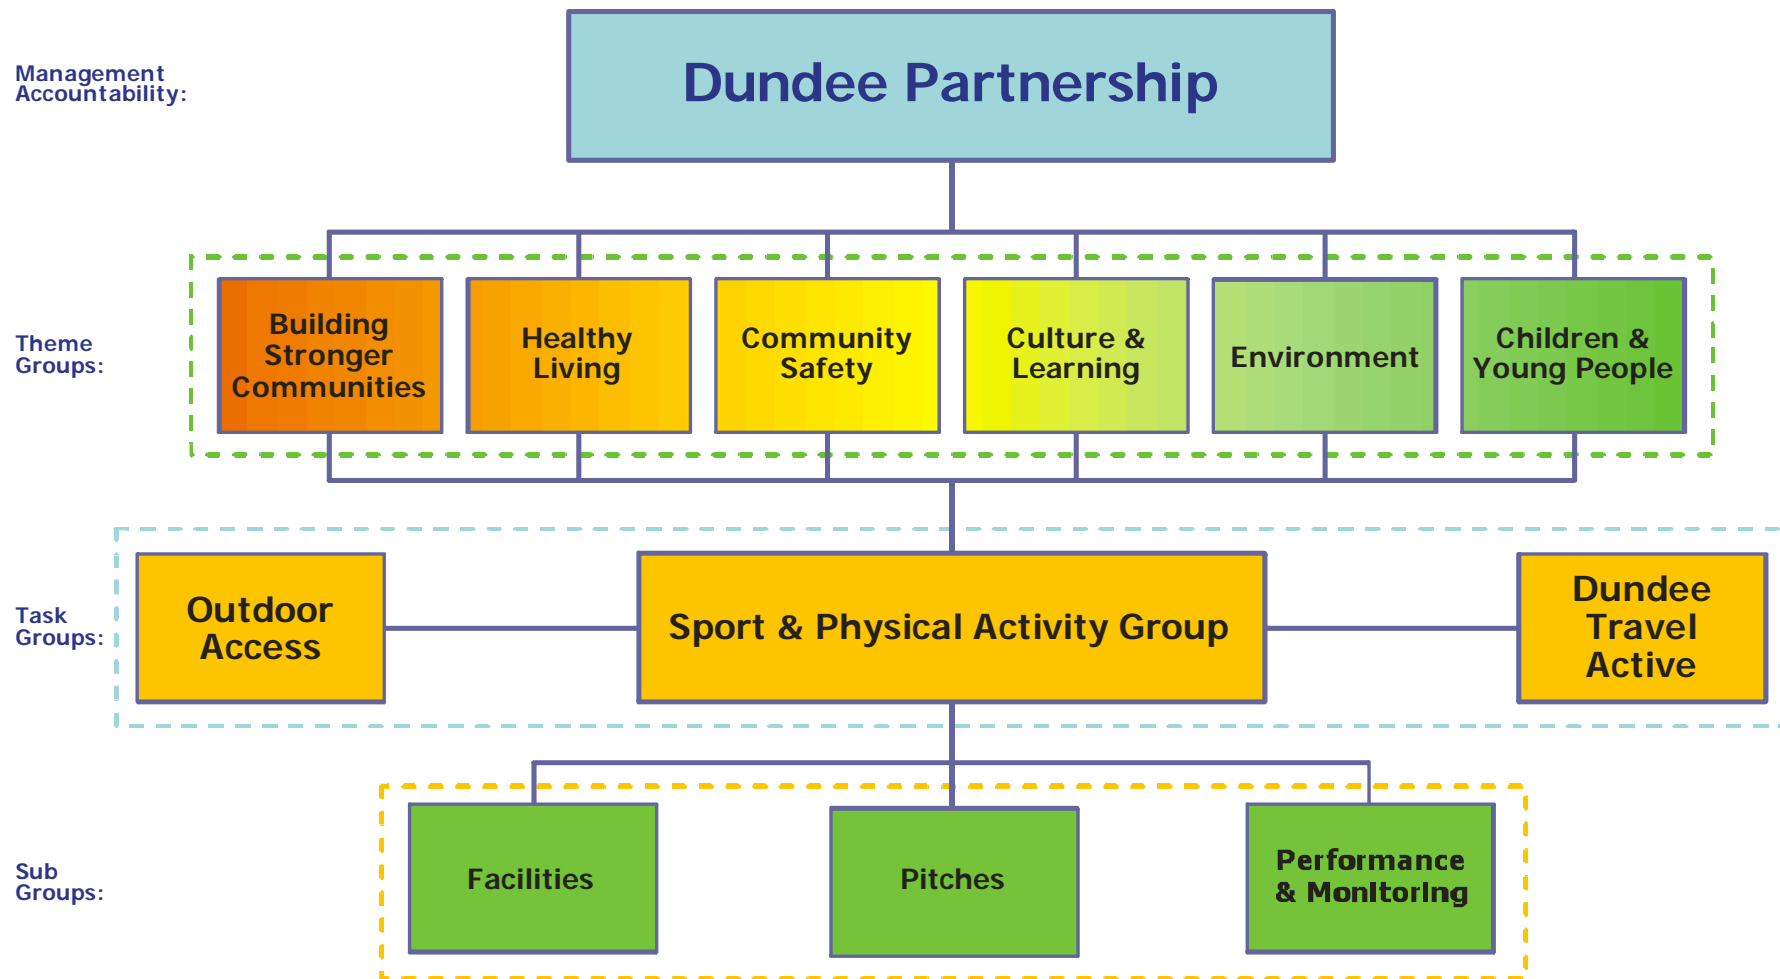 Management
Accountability:
Dundee Partnership
Theme
Groups:
Building
Stronger
Communities
Healthy
Living
Community
Safety
Culture &
Learning
Environment
Children &
Young People
Task
Groups:
Outdoor
Access
Sport & Physical Activity Group
Dundee
Travel
Active
Sub
Groups:
Facilities
Pitches
Performance
& Monitoring